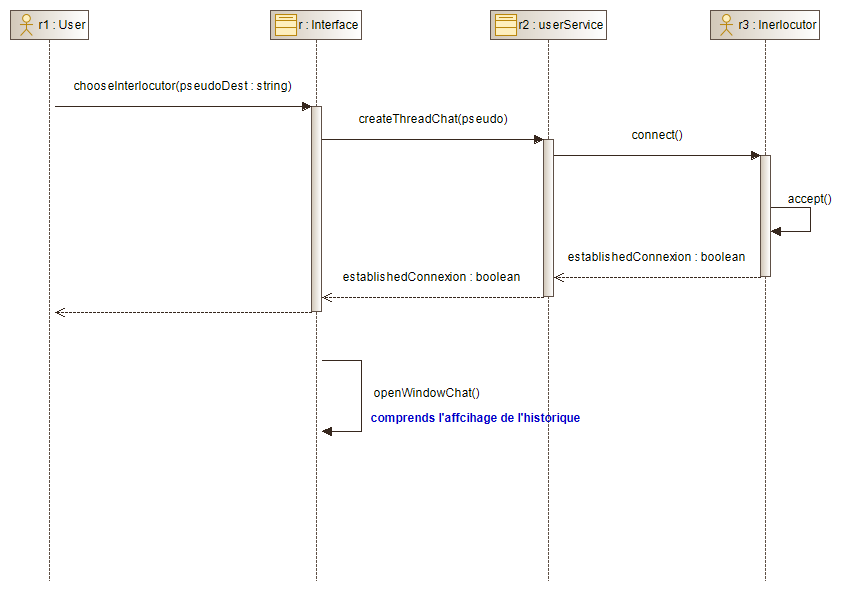 r1 : User
r : Interface
r2 : userService
r3 : Inerlocutor
chooseInterlocutor(pseudoDest : string)
createThreadChat(pseudo)
connect()
accept()
establishedConnexion : boolean
establishedConnexion : boolean
openWindowChat()
comprends l'affcihage de l'historique